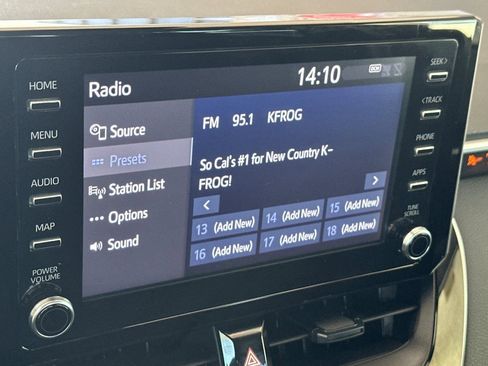 HOME
MENU
AUDIO
MAP
POWER
VOLUME
Radio
14:10
DCM
Source
Presets
Station List
Options
Sound
FM 95.1 KFROG
So Cal's #1 for New Country K-
FROG!
< >
13 (Add New) 14 (Add New) 15 (Add New)
16 (Add New) 17 (Add New) 18 (Add New)
SEEK>
<TRACK
PHONE
APPS
TUNE
SCROLL